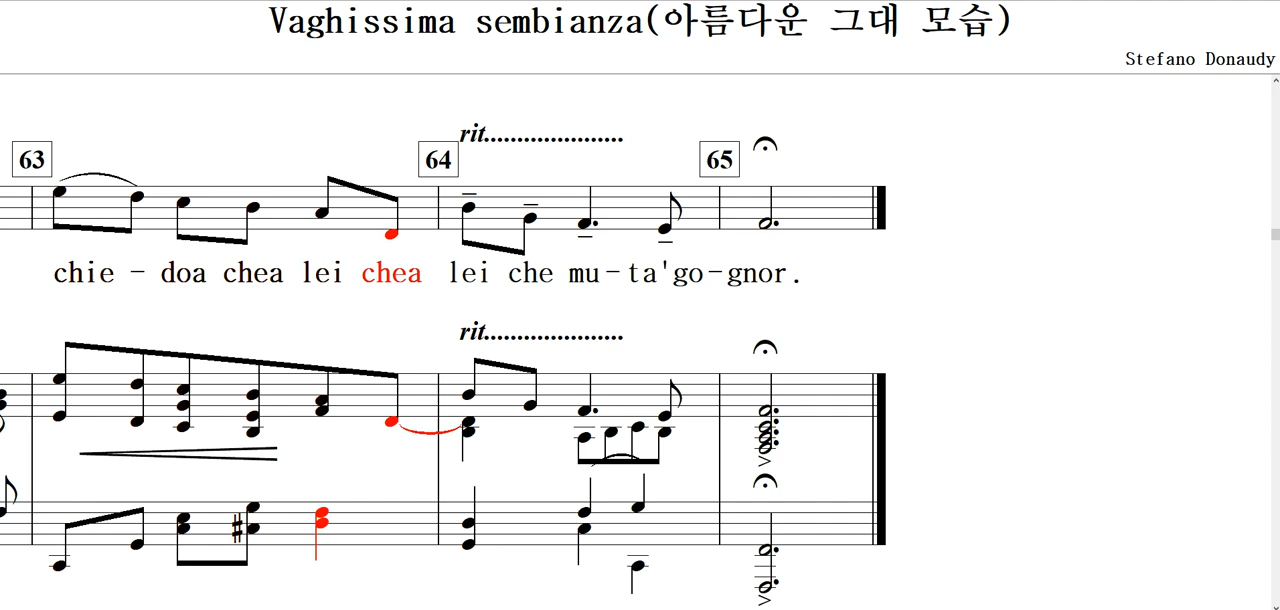 Vaghissima sembianza(아름다운 그대 모습)
Stefano Donaudy
rit.....................
63 64 65
chie - doa chea lei chea lei che mu-ta'go-gnor.
rit.....................